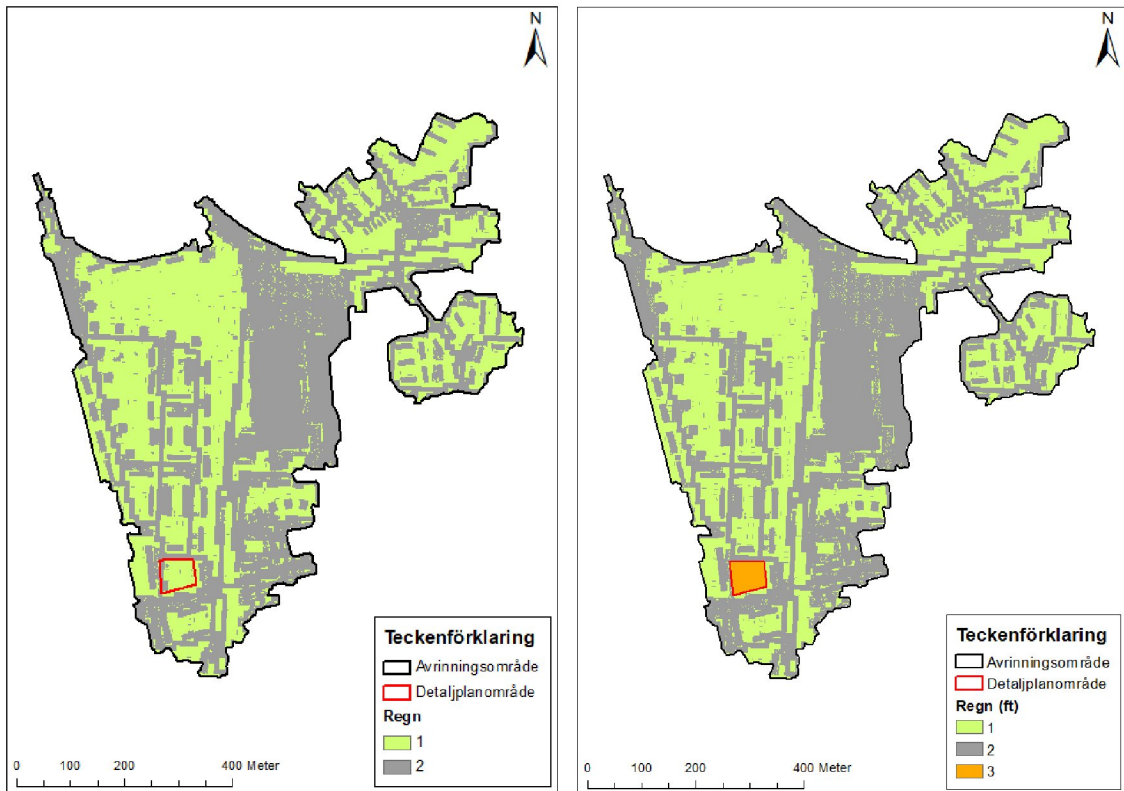 N
Teckenförklaring
Avrinningsområde
Detaljplanområde
Regn
1
2
0 100 200 400 Meter
N
Teckenförklaring
Avrinningsområde
Detaljplanområde
Regn (ft)
1
2
3
0 100 200 400 Meter